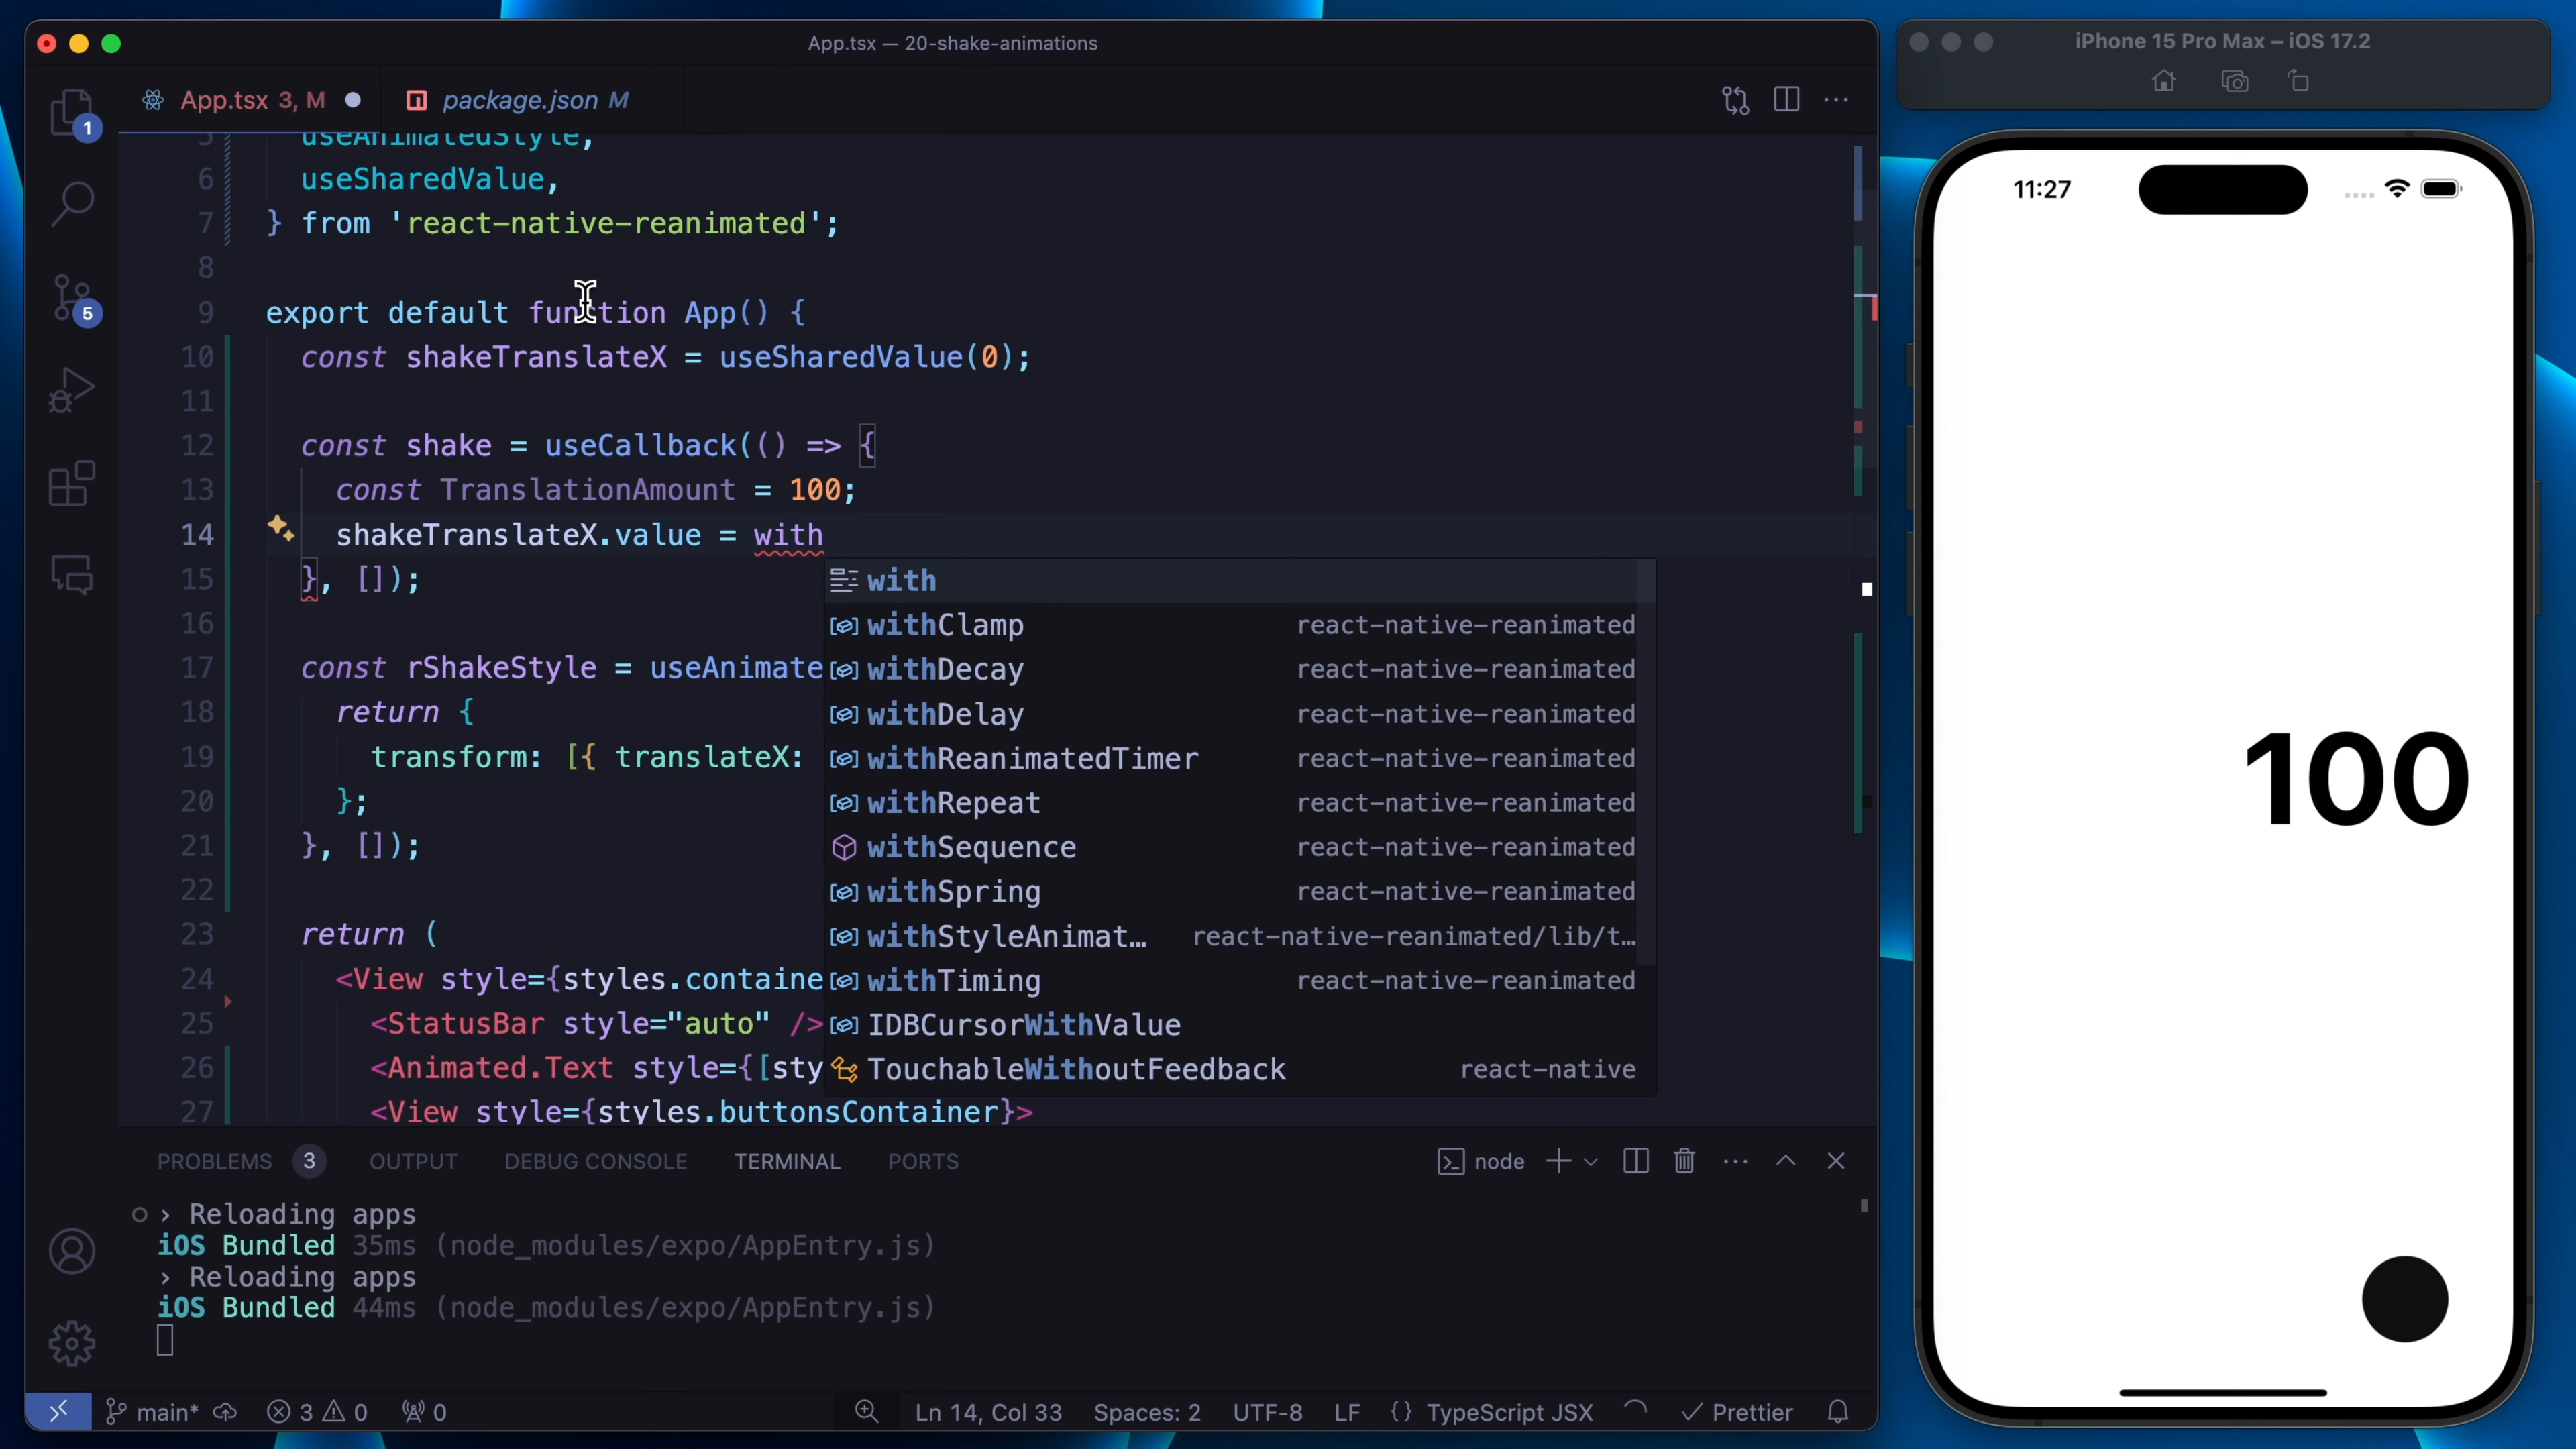 App.tsx — 20-shake-animations
App.tsx 3, M
package.json M
1
5
5 useAnimatedStyle,
6 useSharedValue,
7 } from 'react-native-reanimated';
8
9 export default function App() {
10 const shakeTranslateX = useSharedValue(0);
11
12 const shake = useCallback(() => {
13 const TranslationAmount = 100;
14 shakeTranslateX.value = with
15 }, []);
16
17 const rShakeStyle = useAnimate
18 return {
19 transform: [{ translateX:
20 };
21 }, []);
22
23 return (
24 <View style={styles.containe
25 <StatusBar style="auto" />
26 <Animated.Text style={[sty
27 <View style={styles.buttonsContainer}>
with
withClamp react-native-reanimated
withDecay react-native-reanimated
withDelay react-native-reanimated
withReanimatedTimer react-native-reanimated
withRepeat react-native-reanimated
withSequence react-native-reanimated
withSpring react-native-reanimated
withStyleAnimat… react-native-reanimated/lib/t…
withTiming react-native-reanimated
IDBCursorWithValue
TouchableWithoutFeedback react-native
PROBLEMS 3 OUTPUT DEBUG CONSOLE TERMINAL PORTS
node
› Reloading apps
iOS Bundled 35ms (node_modules/expo/AppEntry.js)
› Reloading apps
iOS Bundled 44ms (node_modules/expo/AppEntry.js)
main* 3 0 0 Ln 14, Col 33 Spaces: 2 UTF-8 LF {} TypeScript JSX Prettier
iPhone 15 Pro Max – iOS 17.2
11:27
100